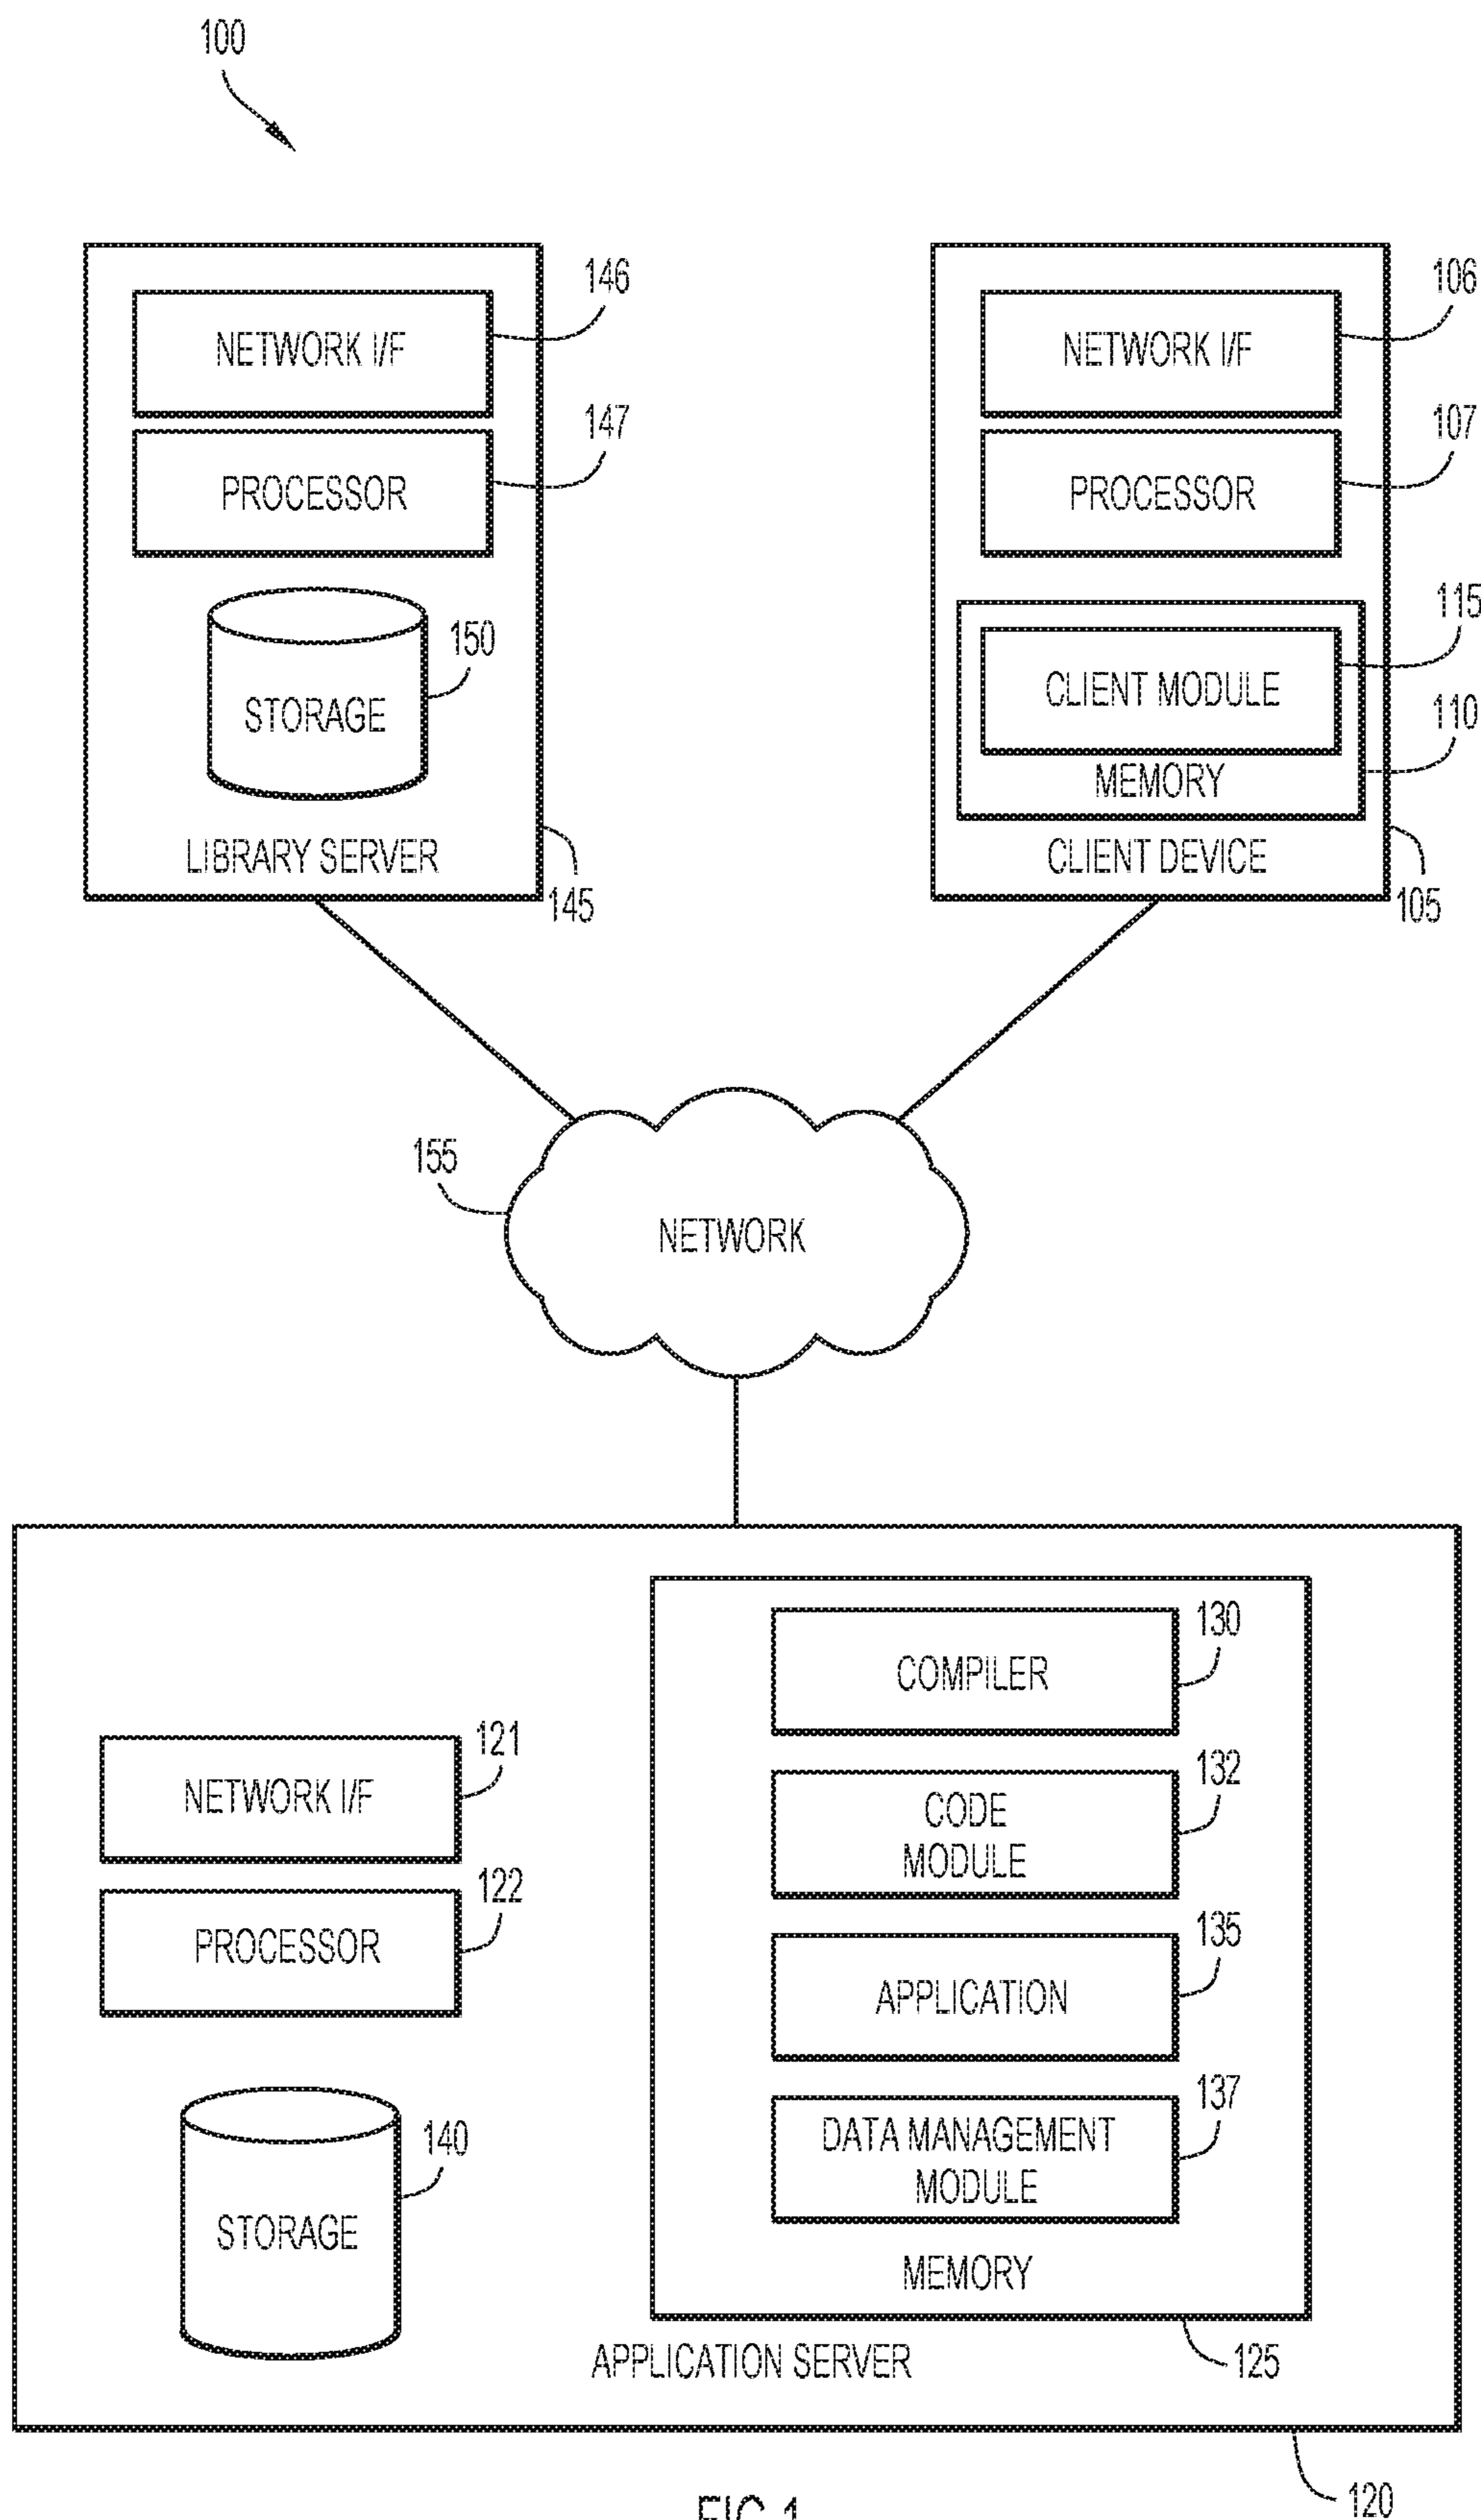 100
146
NETWORK I/F
147
PROCESSOR
150
STORAGE
LIBRARY SERVER
145
106
NETWORK I/F
107
PROCESSOR
115
CLIENT MODULE
110
MEMORY
CLIENT DEVICE
105
155
NETWORK
121
NETWORK I/F
122
PROCESSOR
140
STORAGE
130
COMPILER
132
CODE
MODULE
135
APPLICATION
137
DATA MANAGEMENT
MODULE
MEMORY
125
APPLICATION SERVER
120
FIG.1